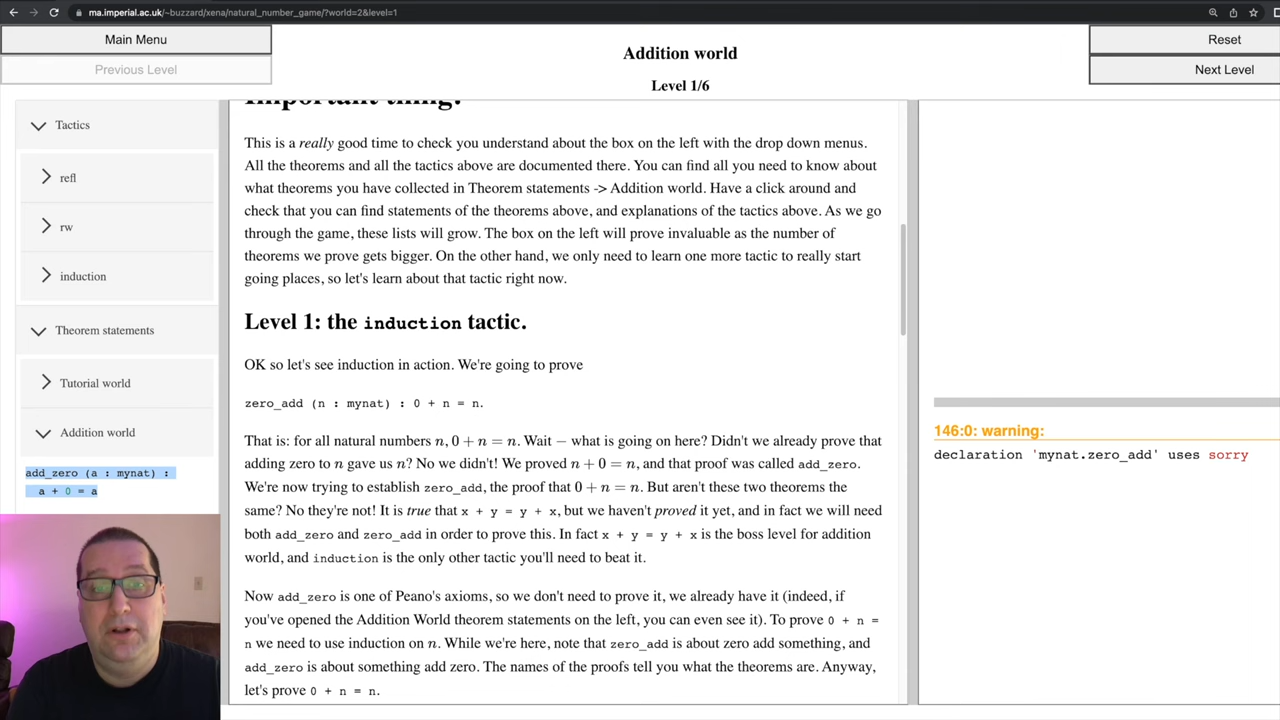 ma.imperial.ac.uk/~buzzard/xena/natural_number_game/?world=2&level=1
Main Menu
Previous Level
Addition world
Level 1/6
Reset
Next Level
Tactics
refl
rw
induction
Theorem statements
Tutorial world
Addition world
add_zero (a : mynat) :
a + 0 = a
Important thing:
This is a really good time to check you understand about the box on the left with the drop down menus.
All the theorems and all the tactics above are documented there. You can find all you need to know about
what theorems you have collected in Theorem statements -> Addition world. Have a click around and
check that you can find statements of the theorems above, and explanations of the tactics above. As we go
through the game, these lists will grow. The box on the left will prove invaluable as the number of
theorems we prove gets bigger. On the other hand, we only need to learn one more tactic to really start
going places, so let's learn about that tactic right now.
Level 1: the induction tactic.
OK so let's see induction in action. We're going to prove
zero_add (n : mynat) : 0 + n = n.
That is: for all natural numbers n, 0 + n = n. Wait — what is going on here? Didn't we already prove that
adding zero to n gave us n? No we didn't! We proved n + 0 = n, and that proof was called add_zero.
We're now trying to establish zero_add, the proof that 0 + n = n. But aren't these two theorems the
same? No they're not! It is true that x + y = y + x, but we haven't proved it yet, and in fact we will need
both add_zero and zero_add in order to prove this. In fact x + y = y + x is the boss level for addition
world, and induction is the only other tactic you'll need to beat it.
Now add_zero is one of Peano's axioms, so we don't need to prove it, we already have it (indeed, if
you've opened the Addition World theorem statements on the left, you can even see it). To prove 0 + n =
n we need to use induction on n. While we're here, note that zero_add is about zero add something, and
add_zero is about something add zero. The names of the proofs tell you what the theorems are. Anyway,
let's prove 0 + n = n.
146:0: warning:
declaration 'mynat.zero_add' uses sorry